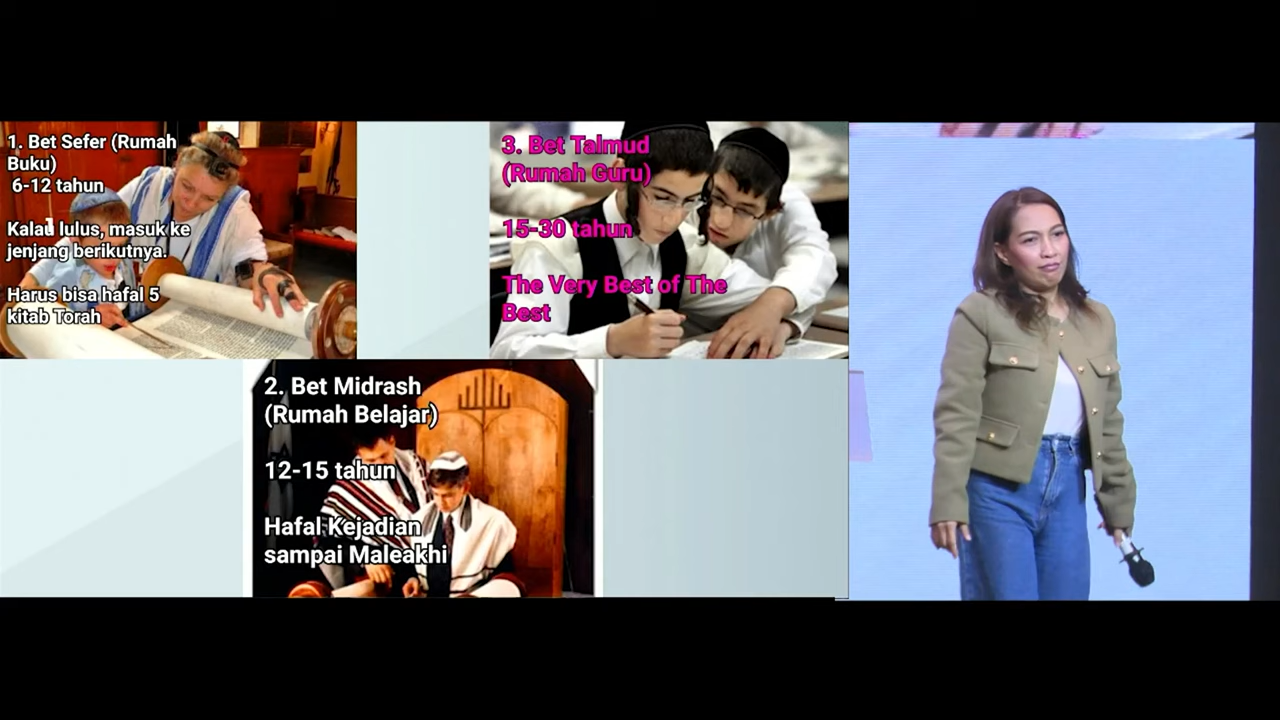 1. Bet Sefer (Rumah
Buku)
6-12 tahun
Kalau lulus, masuk ke
jenjang berikutnya.
Harus bisa hafal 5
kitab Torah
3. Bet Talmud
(Rumah Guru)
15-30 tahun
The Very Best of The
Best
2. Bet Midrash
(Rumah Belajar)
12-15 tahun
Hafal Kejadian
sampai Maleakhi